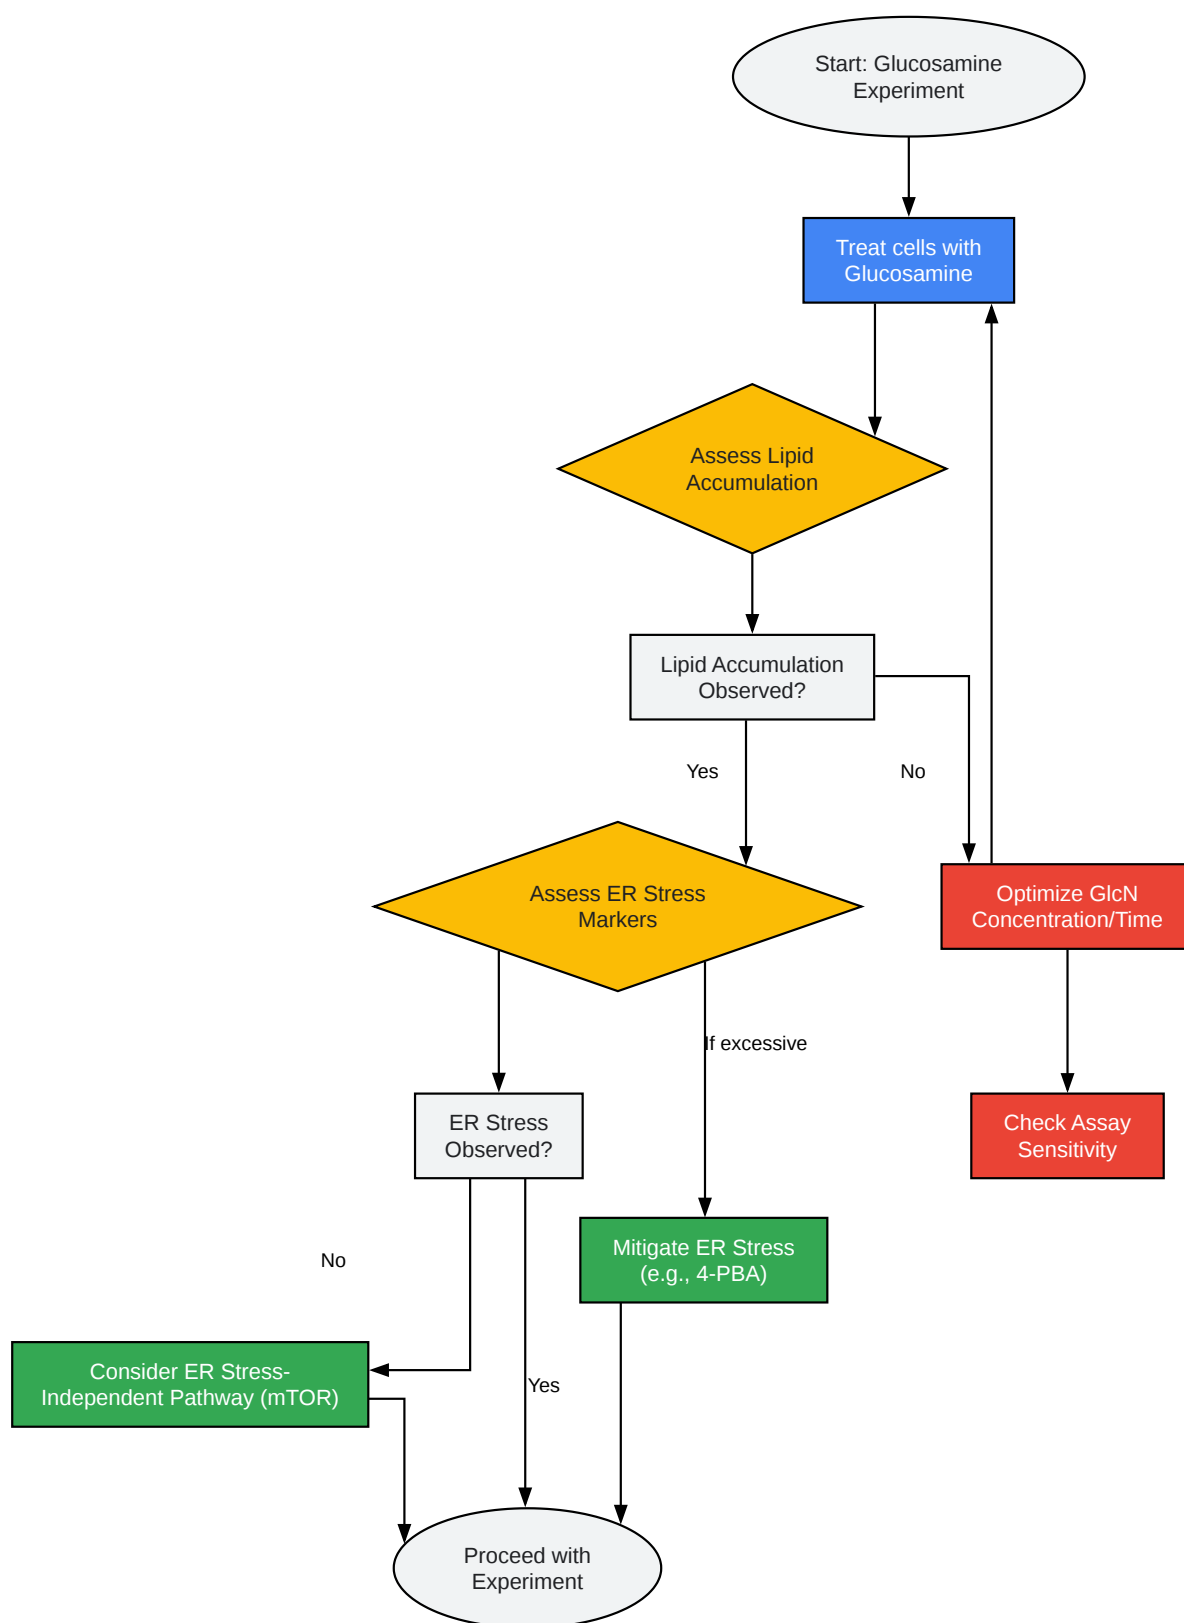 Start: Glucosamine
Experiment
Treat cells with
Glucosamine
Assess Lipid
Accumulation
Lipid Accumulation
Observed?
Yes
No
Assess ER Stress
Markers
Optimize GlcN
Concentration/Time
If excessive
ER Stress
Observed?
Check Assay
Sensitivity
No
Mitigate ER Stress
(e.g., 4-PBA)
Consider ER Stress-
Independent Pathway (mTOR)
Yes
Proceed with
Experiment